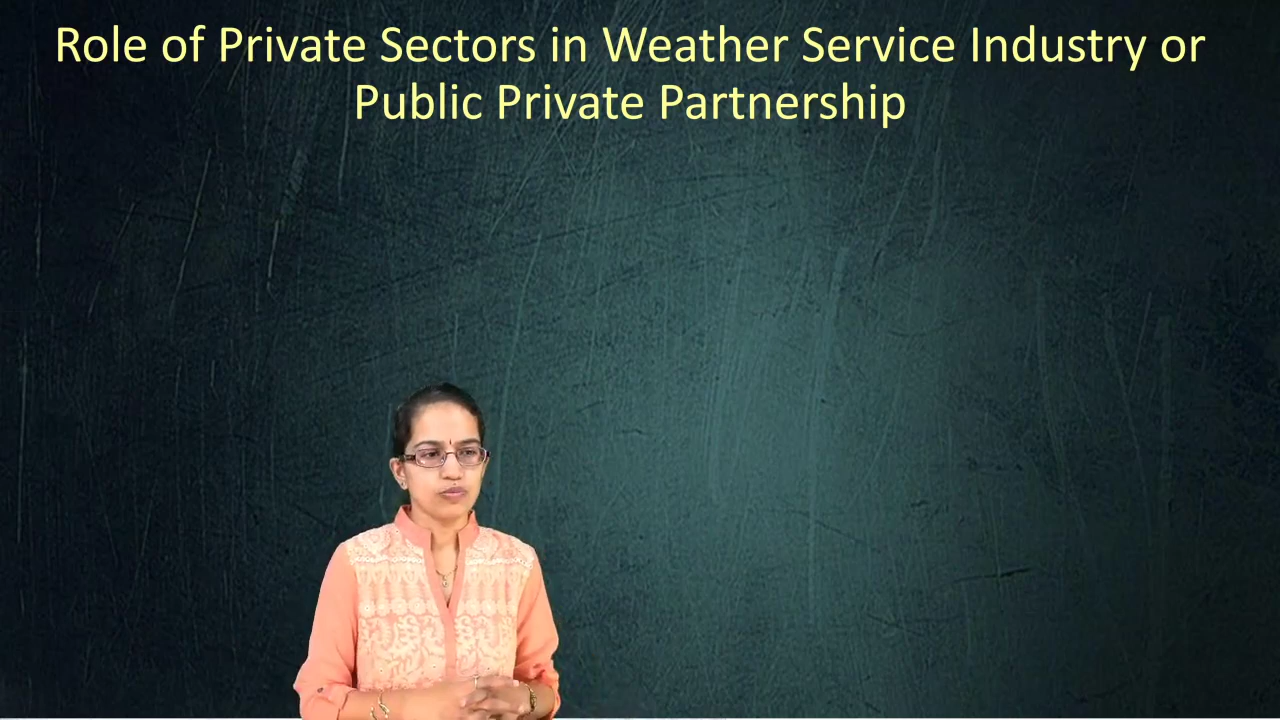 Role of Private Sectors in Weather Service Industry or
Public Private Partnership